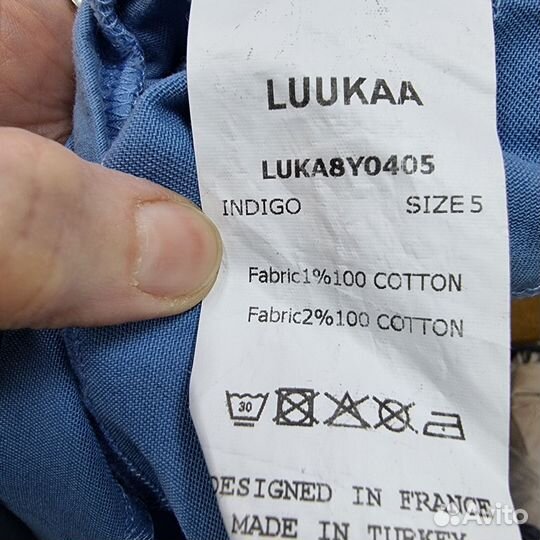 LUUKAA
LUKA8Y0405
INDIGO SIZE 5
Fabric1%100 COTTON
Fabric2%100 COTTON
30
DESIGNED IN FRANCE
MADE IN TURKEY
Avito